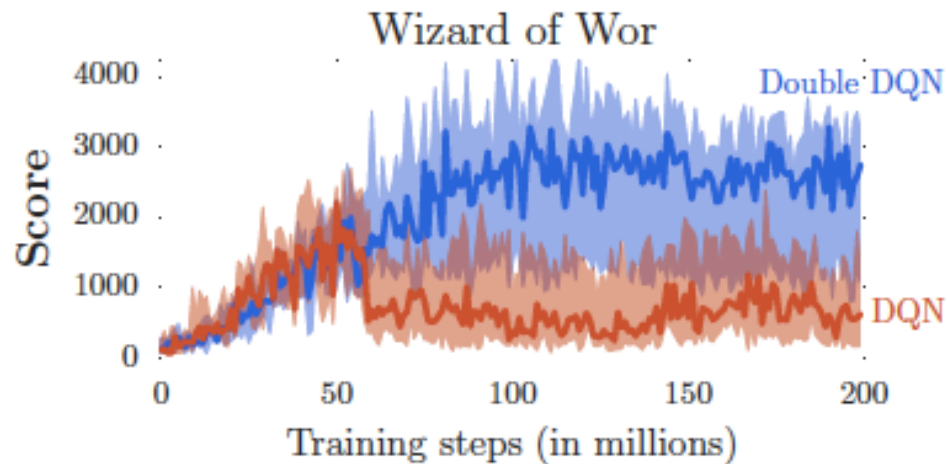 Wizard of Wor
4000
Double DQN
3000
Score
2000
1000
DQN
0
0 50 100 150 200
Training steps (in millions)